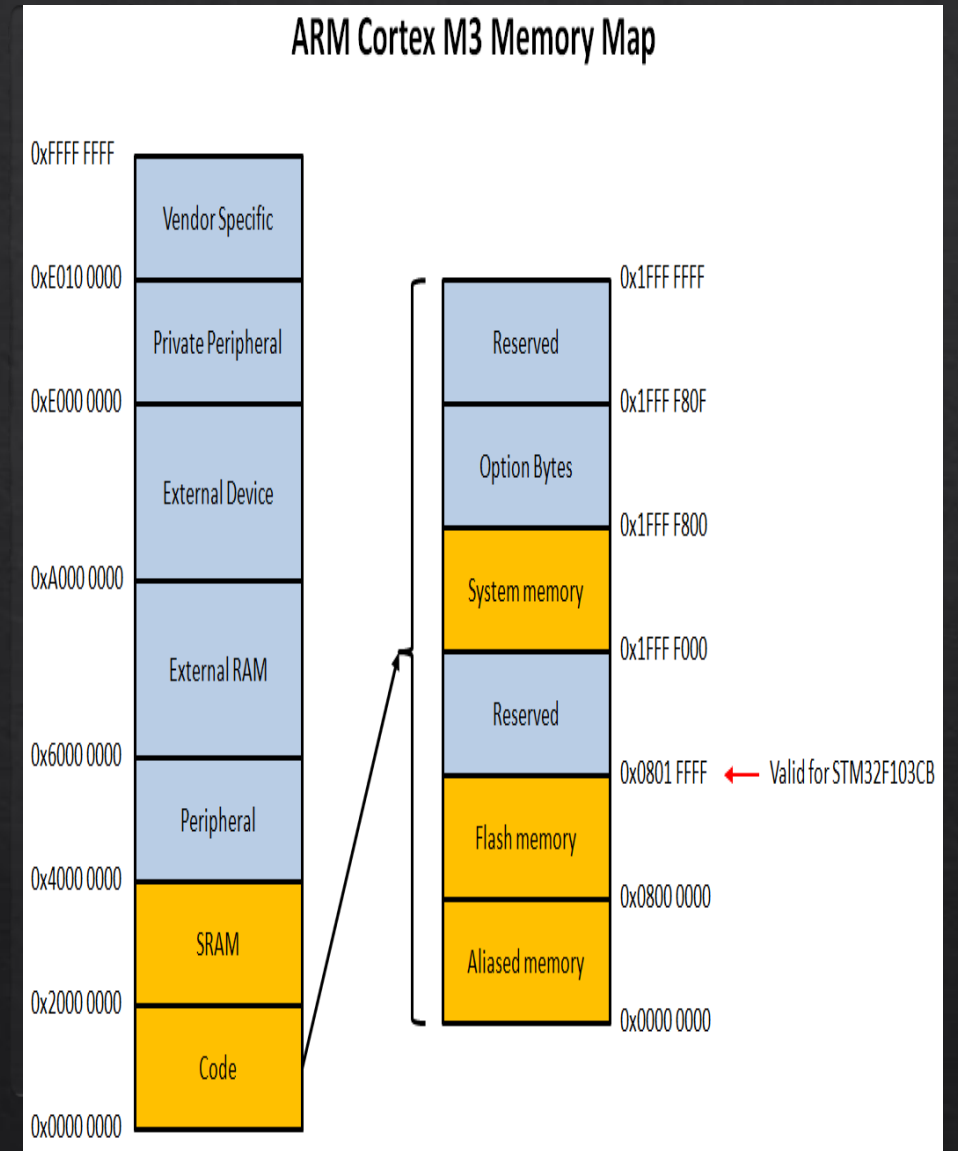 ARM Cortex M3 Memory Map
0xFFFF FFFF
Vendor Specific
0xE010 0000
Private Peripheral
0xE000 0000
External Device
0xA000 0000
External RAM
0x6000 0000
Peripheral
0x4000 0000
SRAM
0x2000 0000
Code
0x0000 0000
0x1FFF FFFF
Reserved
0x1FFF F80F
Option Bytes
0x1FFF F800
System memory
0x1FFF F000
Reserved
0x0801 FFFF
Valid for STM32F103CB
Flash memory
0x0800 0000
Aliased memory
0x0000 0000